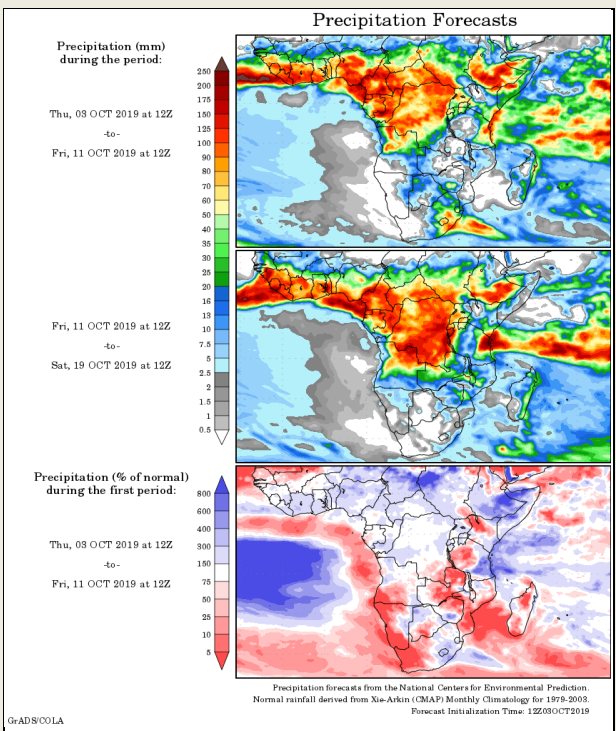 Precipitation Forecasts
Precipitation (mm)
during the period:
Thu, 03 OCT 2019 at 12Z
-to-
Fri, 11 OCT 2019 at 12Z
250
200
175
150
125
100
90
80
70
60
50
40
35
30
25
20
16
13
10
7.5
5
2.5
2
1.5
1
0.5
Fri, 11 OCT 2019 at 12Z
-to-
Sat, 19 OCT 2019 at 12Z
Precipitation (% of normal)
during the first period:
Thu, 03 OCT 2019 at 12Z
-to-
Fri, 11 OCT 2019 at 12Z
800
600
400
300
150
75
50
25
10
5
Precipitation forecasts from the National Centers for Environmental Prediction.
Normal rainfall derived from Xie-Arkin (CMAP) Monthly Climatology for 1979-2003.
Forecast Initialization Time: 12Z03OCT2019
GrADS/COLA